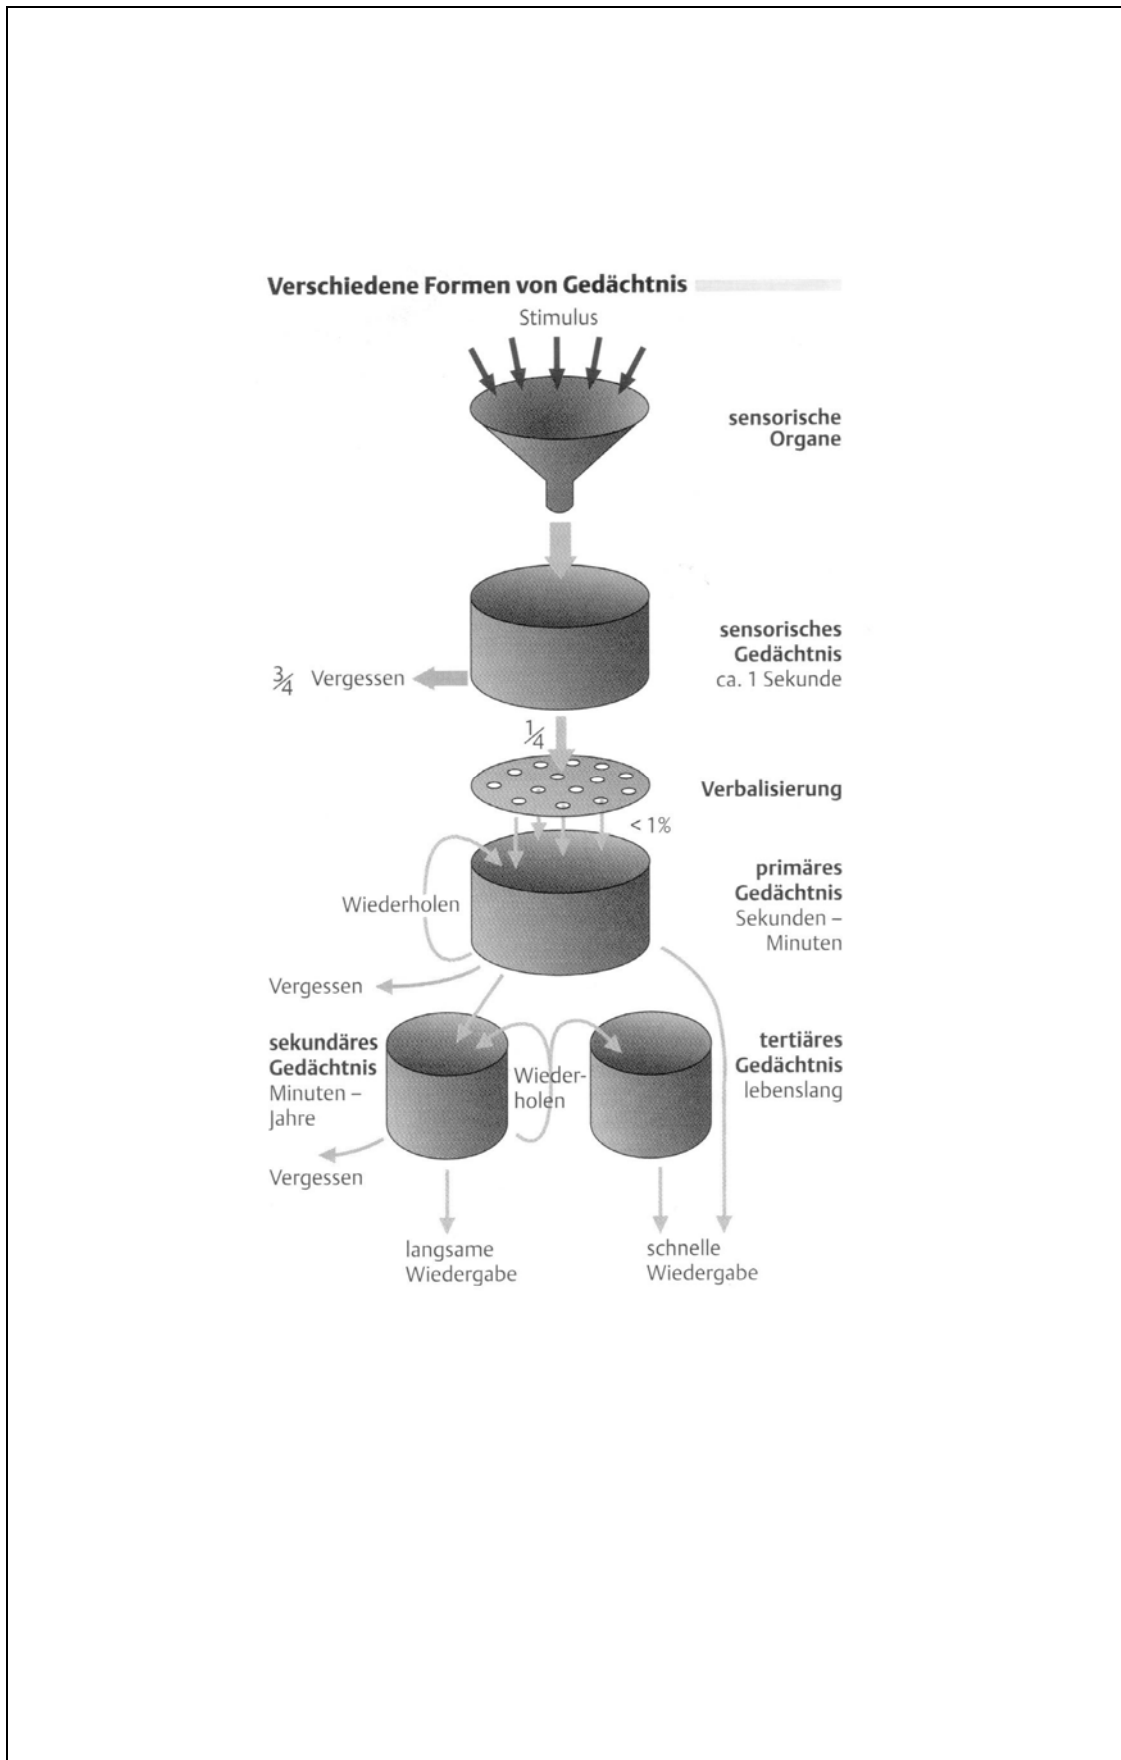 Verschiedene Formen von Gedächtnis
Stimulus
sensorische
Organe
sensorisches
Gedächtnis
ca. 1 Sekunde
3/4 Vergessen
1/4
Verbalisierung
< 1%
primäres
Gedächtnis
Sekunden –
Minuten
Wiederholen
Vergessen
sekundäres
Gedächtnis
Minuten –
Jahre
Wieder-
holen
tertiäres
Gedächtnis
lebenslang
Vergessen
langsame
Wiedergabe
schnelle
Wiedergabe